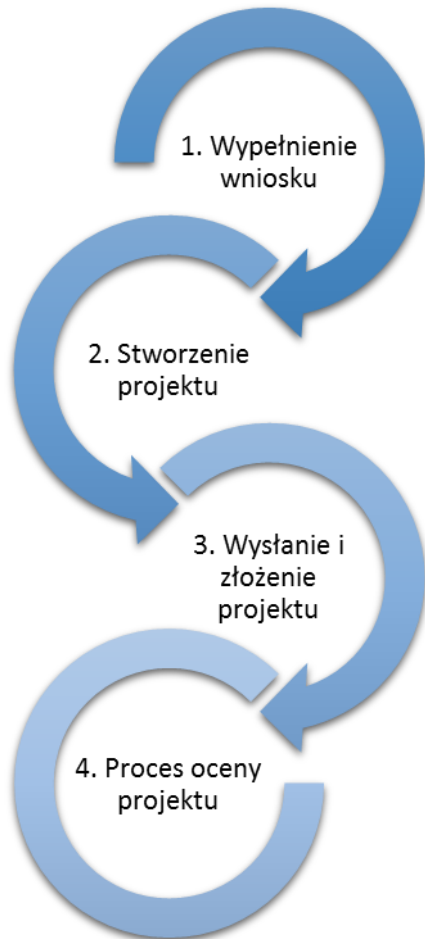 1. Wypełnienie
wniosku
2. Stworzenie
projektu
3. Wysłanie i
złożenie
projektu
4. Proces oceny
projektu